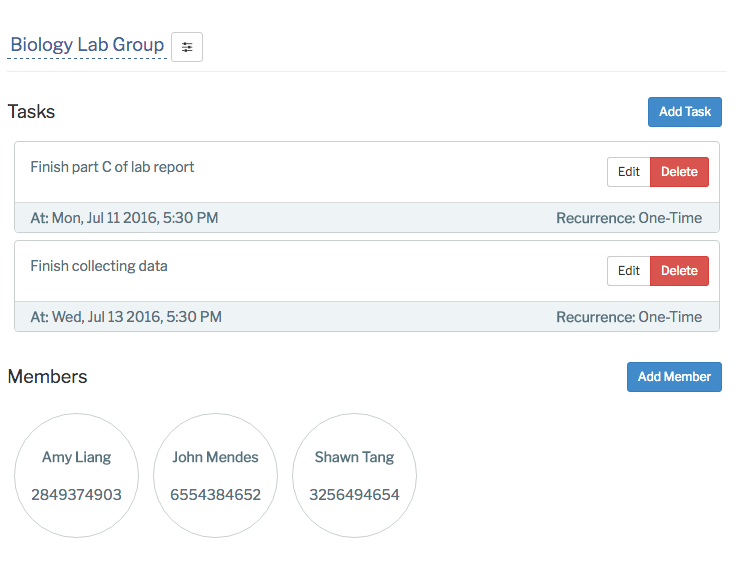 Biology Lab Group
Tasks
Add Task
Finish part C of lab report
Edit
Delete
At: Mon, Jul 11 2016, 5:30 PM
Recurrence: One-Time
Finish collecting data
Edit
Delete
At: Wed, Jul 13 2016, 5:30 PM
Recurrence: One-Time
Members
Add Member
Amy Liang
2849374903
John Mendes
6554384652
Shawn Tang
3256494654